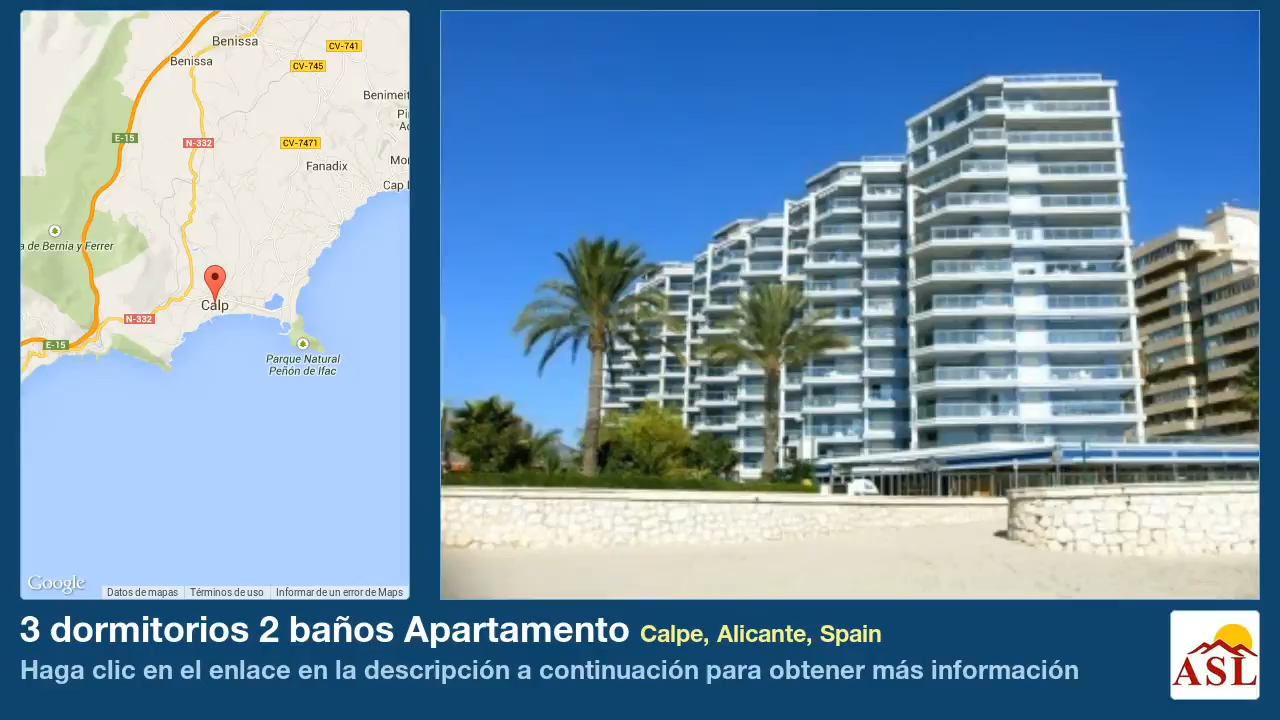 Benissa
CV-741
Benissa
CV-745
Benimeit
Pi
Ac
E-15
N-332
CV-7471
Fanadix
Mor
Cap
a de Bernia y Ferrer
Calp
N-332
E-15
Parque Natural
Peñón de Ifac
Google
Datos de mapas
Términos de uso
Informar de un error de Maps
3 dormitorios 2 baños Apartamento Calpe, Alicante, Spain
Haga clic en el enlace en la descripción a continuación para obtener más información
ASL